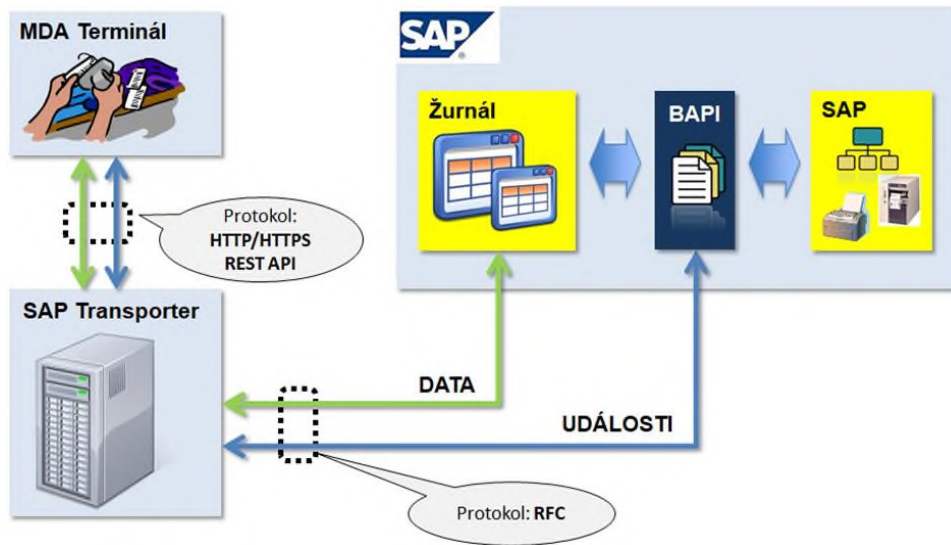 MDA Terminál
SAP
Žurnál
BAPI
SAP
Protokol:
HTTP/HTTPS
REST API
SAP Transporter
DATA
UDÁLOSTI
Protokol: RFC